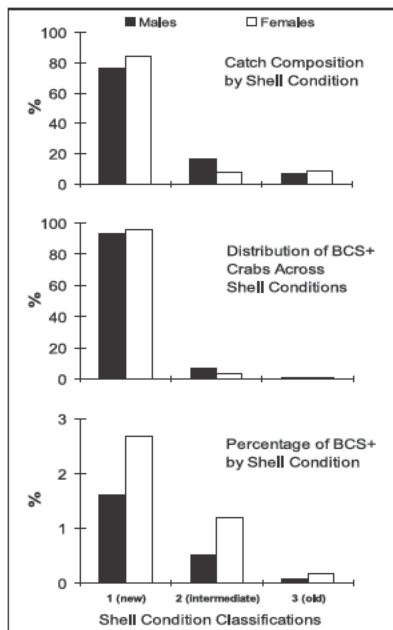 Males Females
100
80
60
40
20
0
%
Catch Composition
by Shell Condition
100
80
60
40
20
0
%
Distribution of BCS+
Crabs Across
Shell Conditions
3
2
1
0
%
Percentage of BCS+
by Shell Condition
1 (new) 2 (intermediate) 3 (old)
Shell Condition Classifications